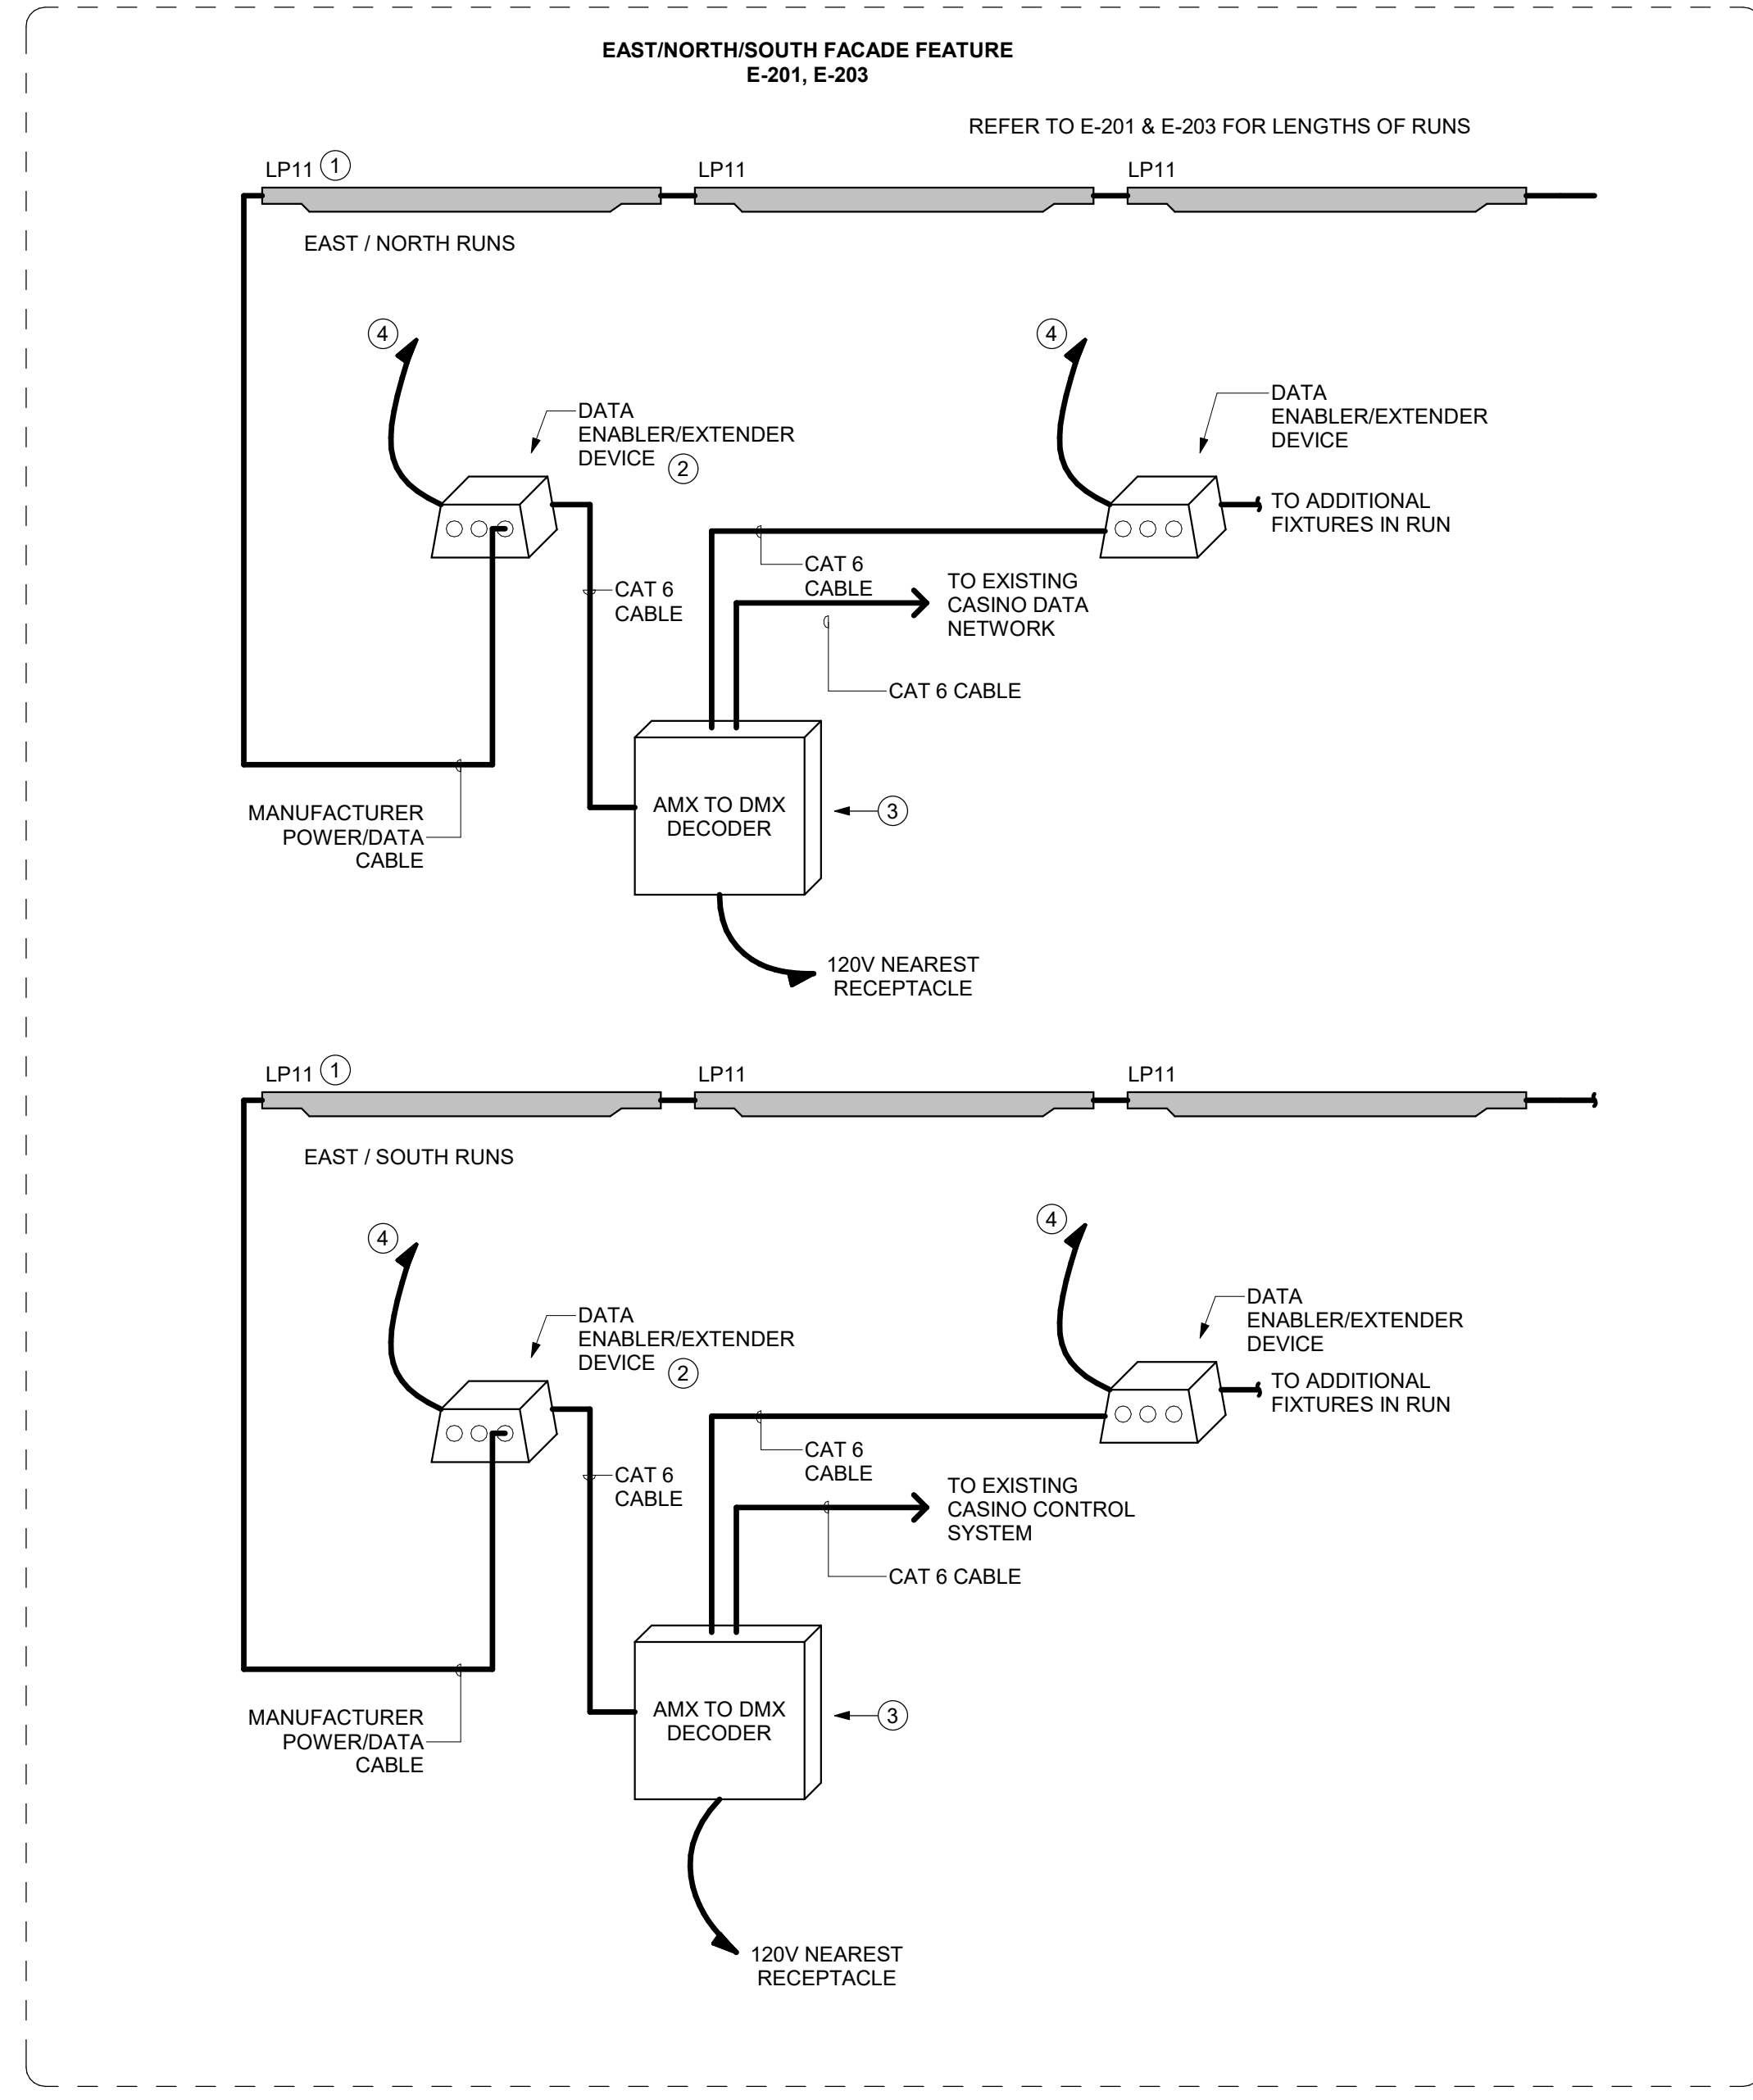 EAST/NORTH/SOUTH FACADE FEATURE
E-201, E-203
REFER TO E-201 & E-203 FOR LENGTHS OF RUNS
LP11 1
LP11
LP11
EAST / NORTH RUNS
4
DATA
ENABLER/EXTENDER
DEVICE 2
4
DATA
ENABLER/EXTENDER
DEVICE
TO ADDITIONAL
FIXTURES IN RUN
CAT 6
CABLE
CAT 6
CABLE
TO EXISTING
CASINO DATA
NETWORK
CAT 6 CABLE
MANUFACTURER
POWER/DATA
CABLE
AMX TO DMX
DECODER
3
120V NEAREST
RECEPTACLE
LP11 1
LP11
LP11
EAST / SOUTH RUNS
4
DATA
ENABLER/EXTENDER
DEVICE 2
4
DATA
ENABLER/EXTENDER
DEVICE
TO ADDITIONAL
FIXTURES IN RUN
CAT 6
CABLE
CAT 6
CABLE
TO EXISTING
CASINO CONTROL
SYSTEM
CAT 6 CABLE
MANUFACTURER
POWER/DATA
CABLE
AMX TO DMX
DECODER
3
120V NEAREST
RECEPTACLE